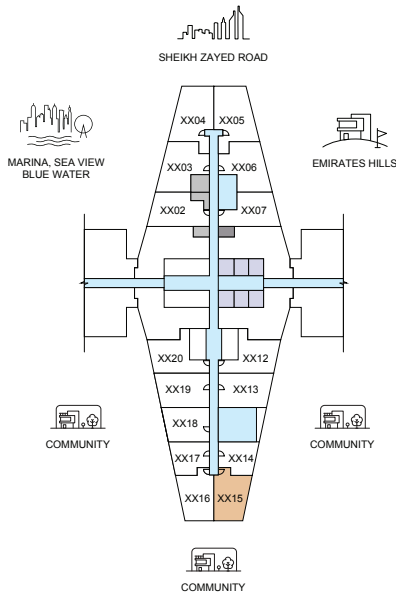 SHEIKH ZAYED ROAD
MARINA, SEA VIEW
BLUE WATER
EMIRATES HILLS
XX04 XX05
XX03 XX06
XX02 XX07
XX20 XX12
XX19 XX13
XX18
XX17 XX14
XX16 XX15
COMMUNITY
COMMUNITY
COMMUNITY